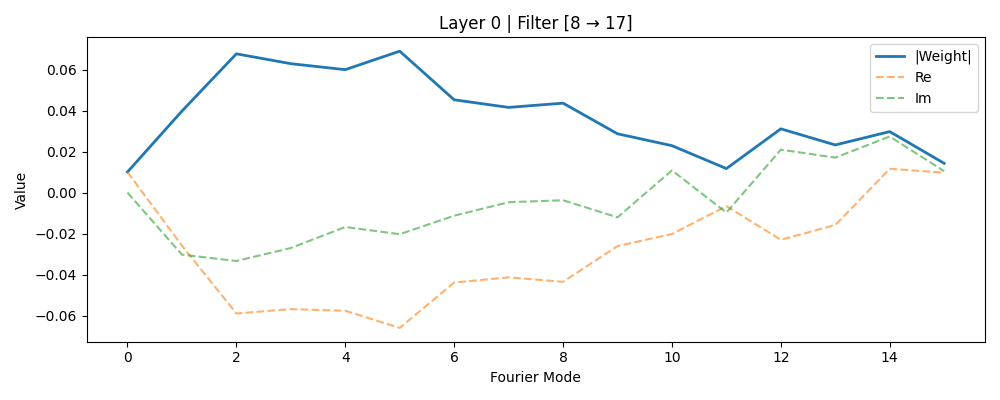 Layer 0 | Filter [8 → 17]
|Weight|
Re
Im
Value
0.06
0.04
0.02
0.00
−0.02
−0.04
−0.06
0 2 4 6 8 10 12 14
Fourier Mode